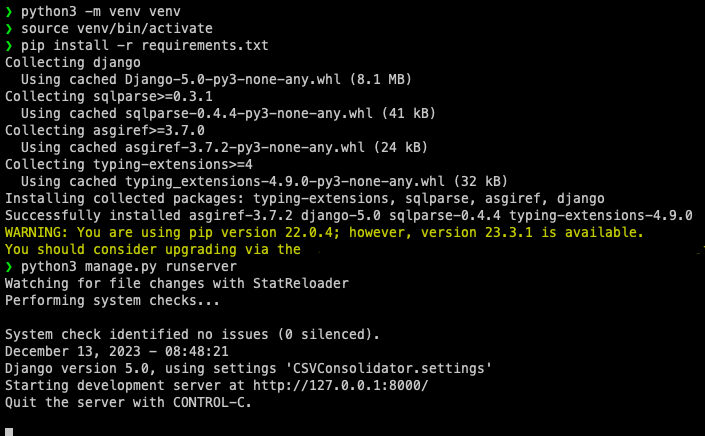 ❯ python3 -m venv venv
❯ source venv/bin/activate
❯ pip install -r requirements.txt
Collecting django
  Using cached Django-5.0-py3-none-any.whl (8.1 MB)
Collecting sqlparse>=0.3.1
  Using cached sqlparse-0.4.4-py3-none-any.whl (41 kB)
Collecting asgiref>=3.7.0
  Using cached asgiref-3.7.2-py3-none-any.whl (24 kB)
Collecting typing-extensions>=4
  Using cached typing_extensions-4.9.0-py3-none-any.whl (32 kB)
Installing collected packages: typing-extensions, sqlparse, asgiref, django
Successfully installed asgiref-3.7.2 django-5.0 sqlparse-0.4.4 typing-extensions-4.9.0
WARNING: You are using pip version 22.0.4; however, version 23.3.1 is available.
You should consider upgrading via the
❯ python3 manage.py runserver
Watching for file changes with StatReloader
Performing system checks...

System check identified no issues (0 silenced).
December 13, 2023 - 08:48:21
Django version 5.0, using settings 'CSVConsolidator.settings'
Starting development server at http://127.0.0.1:8000/
Quit the server with CONTROL-C.